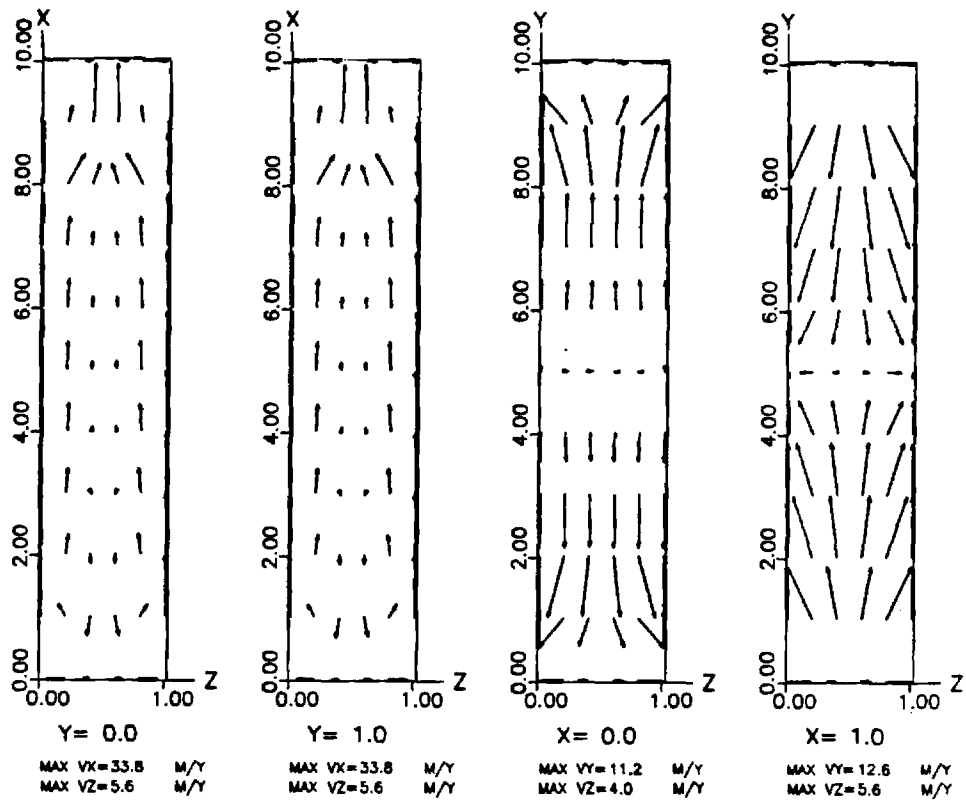 X
10.00
8.00
6.00
4.00
2.00
0.00
0.00
1.00
Z
Y= 0.0
MAX VX=33.8 M/Y
MAX VZ=5.6 M/Y
X
10.00
8.00
6.00
4.00
2.00
0.00
0.00
1.00
Z
Y= 1.0
MAX VX=33.8 M/Y
MAX VZ=5.6 M/Y
Y
10.00
8.00
6.00
4.00
2.00
0.00
0.00
1.00
Z
X= 0.0
MAX VY=11.2 M/Y
MAX VZ=4.0 M/Y
Y
10.00
8.00
6.00
4.00
2.00
0.00
0.00
1.00
Z
X= 1.0
MAX VY=12.6 M/Y
MAX VZ=5.6 M/Y